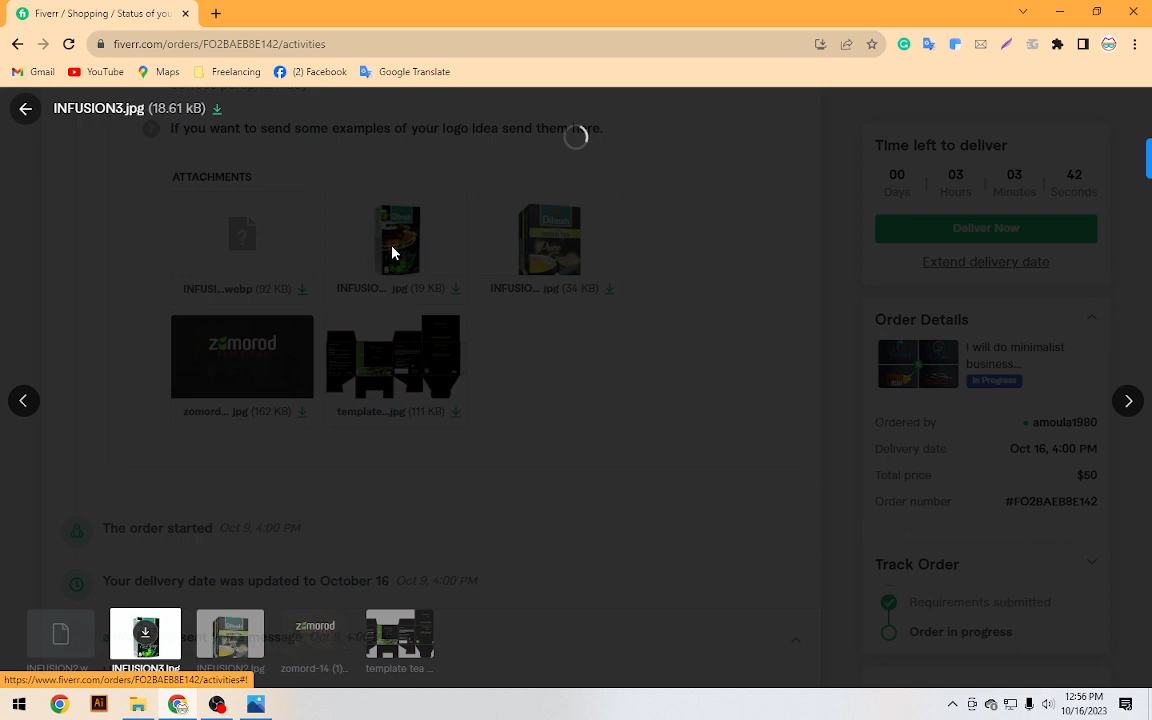 Fiverr / Shopping / Status of you
fiverr.com/orders/FO2BAEB8E142/activities
Gmail
YouTube
Maps
Freelancing
(2) Facebook
Google Translate
INFUSION3.jpg (18.61 kB)
If you want to send some examples of your logo idea send them here.
Time left to deliver
00 03 03 42
Days Hours Minutes Seconds
Deliver Now
Extend delivery date
ATTACHMENTS
Dilmah
Dilmah
INFUSI...webp (92 KB)
INFUSIO... jpg (19 KB)
INFUSIO... jpg (34 KB)
zomorod
zomord... jpg (162 KB)
template...jpg (111 KB)
Order Details
I will do minimalist
business...
In Progress
Ordered by amoula1980
Delivery date Oct 16, 4:00 PM
Total price $50
Order number #FO2BAEB8E142
The order started Oct 9, 4:00 PM
Your delivery date was updated to October 16 Oct 9, 4:00 PM
Track Order
Requirements submitted
Order in progress
message
zomorod
INFUSION2.w
INFUSION3.jpg
INFUSION2.jpg
zomord-14 (1)...
template tea ...
https://www.fiverr.com/orders/FO2BAEB8E142/activities#!
Ai
12:56 PM
10/16/2023